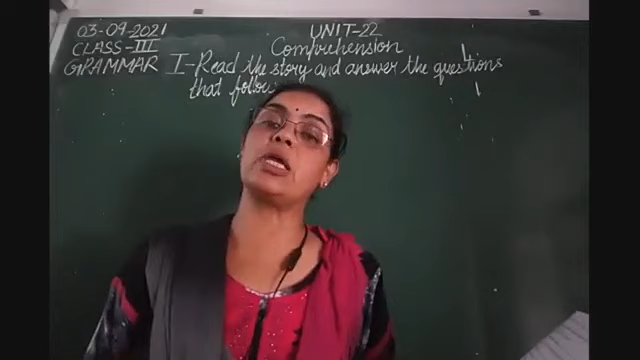 03-09-2021
UNIT-22
CLASS-III
Comprehension
GRAMMAR
I-Read the story and answer the questions
that